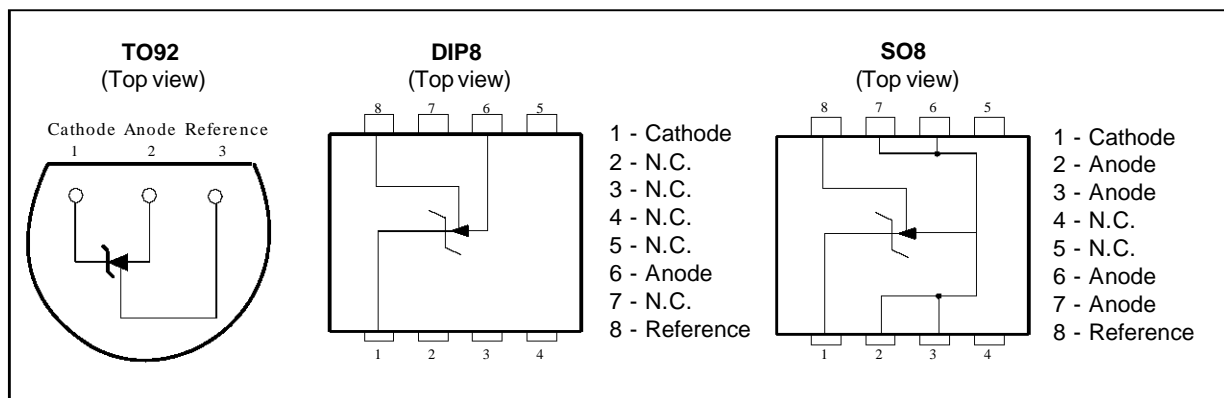 TO92
(Top view)
Cathode Anode Reference
1 2 3
DIP8
(Top view)
8 7 6 5
1 2 3 4
1 - Cathode
2 - N.C.
3 - N.C.
4 - N.C.
5 - N.C.
6 - Anode
7 - N.C.
8 - Reference
SO8
(Top view)
8 7 6 5
1 2 3 4
1 - Cathode
2 - Anode
3 - Anode
4 - N.C.
5 - N.C.
6 - Anode
7 - Anode
8 - Reference